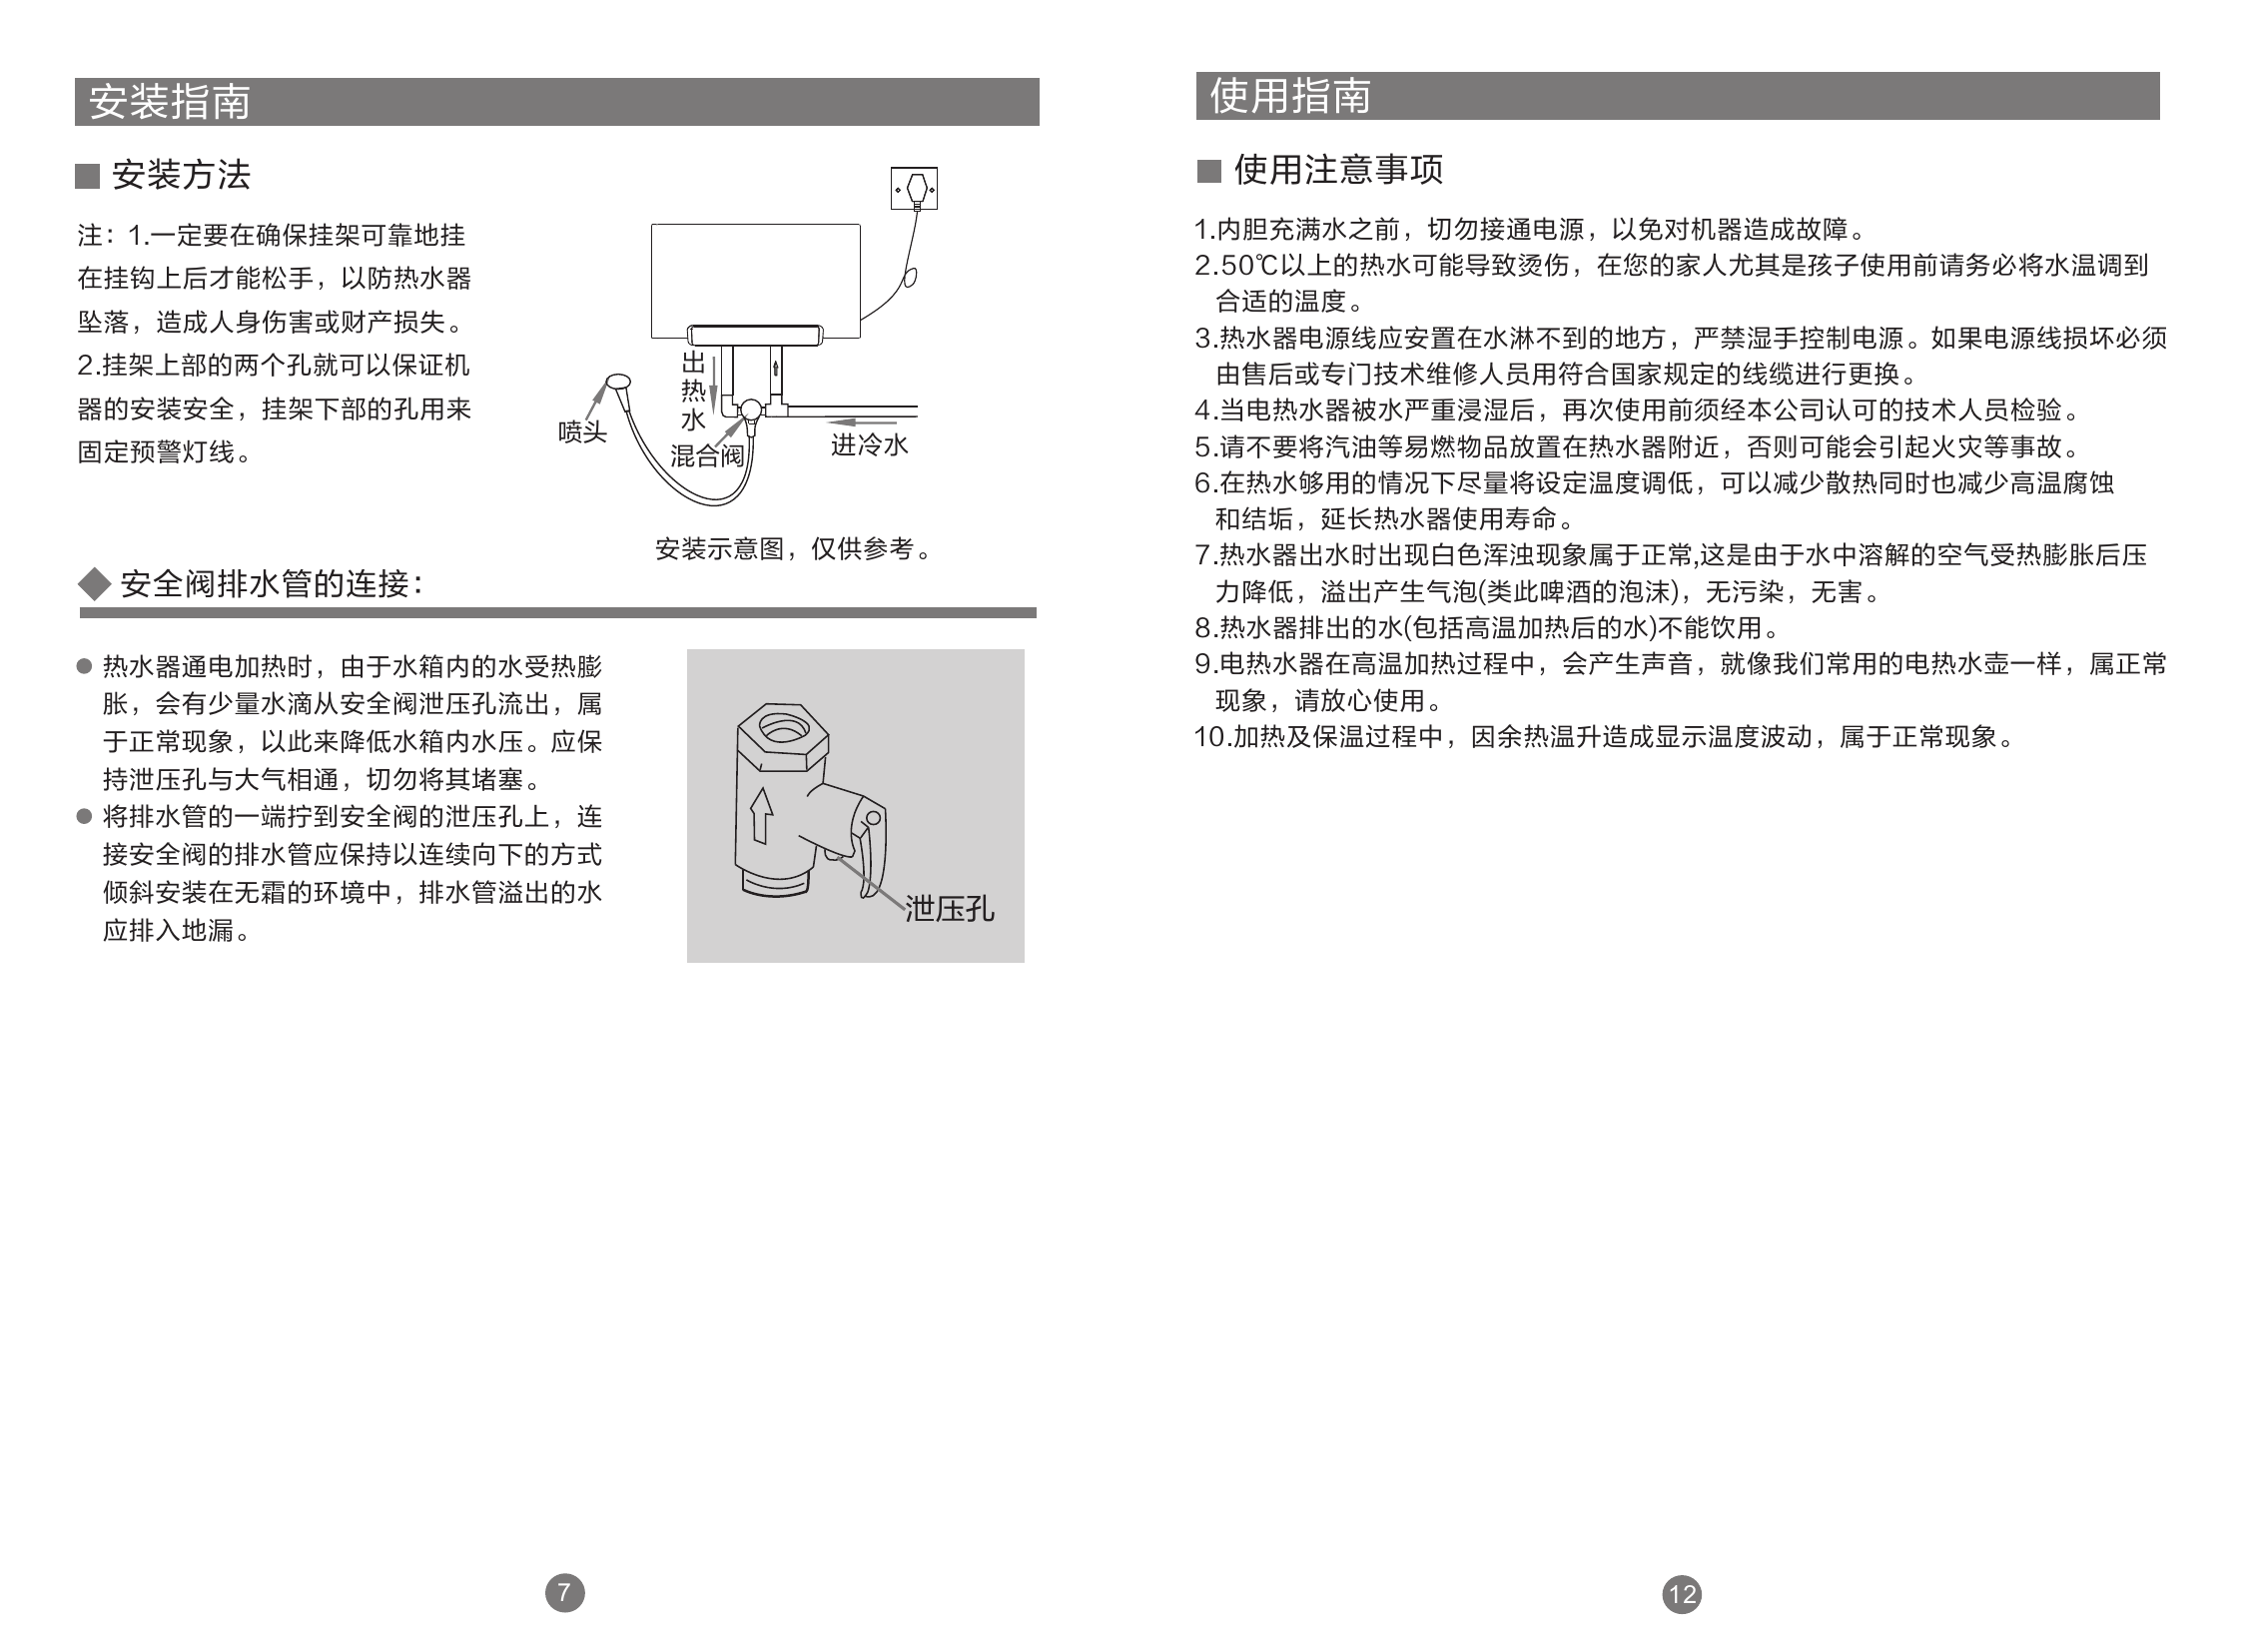 安装指南
安装方法
注：1.一定要在确保挂架可靠地挂
在挂钩上后才能松手，以防热水器
坠落，造成人身伤害或财产损失。
2.挂架上部的两个孔就可以保证机
器的安装安全，挂架下部的孔用来
固定预警灯线。
出热水
喷头
混合阀
进冷水
安装示意图，仅供参考。
安全阀排水管的连接：
热水器通电加热时，由于水箱内的水受热膨
胀，会有少量水滴从安全阀泄压孔流出，属
于正常现象，以此来降低水箱内水压。应保
持泄压孔与大气相通，切勿将其堵塞。
将排水管的一端拧到安全阀的泄压孔上，连
接安全阀的排水管应保持以连续向下的方式
倾斜安装在无霜的环境中，排水管溢出的水
应排入地漏。
泄压孔
7
使用指南
使用注意事项
1.内胆充满水之前，切勿接通电源，以免对机器造成故障。
2.50℃以上的热水可能导致烫伤，在您的家人尤其是孩子使用前请务必将水温调到
合适的温度。
3.热水器电源线应安置在水淋不到的地方，严禁湿手控制电源。如果电源线损坏必须
由售后或专门技术维修人员用符合国家规定的线缆进行更换。
4.当电热水器被水严重浸湿后，再次使用前须经本公司认可的技术人员检验。
5.请不要将汽油等易燃物品放置在热水器附近，否则可能会引起火灾等事故。
6.在热水够用的情况下尽量将设定温度调低，可以减少散热同时也减少高温腐蚀
和结垢，延长热水器使用寿命。
7.热水器出水时出现白色浑浊现象属于正常,这是由于水中溶解的空气受热膨胀后压
力降低，溢出产生气泡(类此啤酒的泡沫)，无污染，无害。
8.热水器排出的水(包括高温加热后的水)不能饮用。
9.电热水器在高温加热过程中，会产生声音，就像我们常用的电热水壶一样，属正常
现象，请放心使用。
10.加热及保温过程中，因余热温升造成显示温度波动，属于正常现象。
12